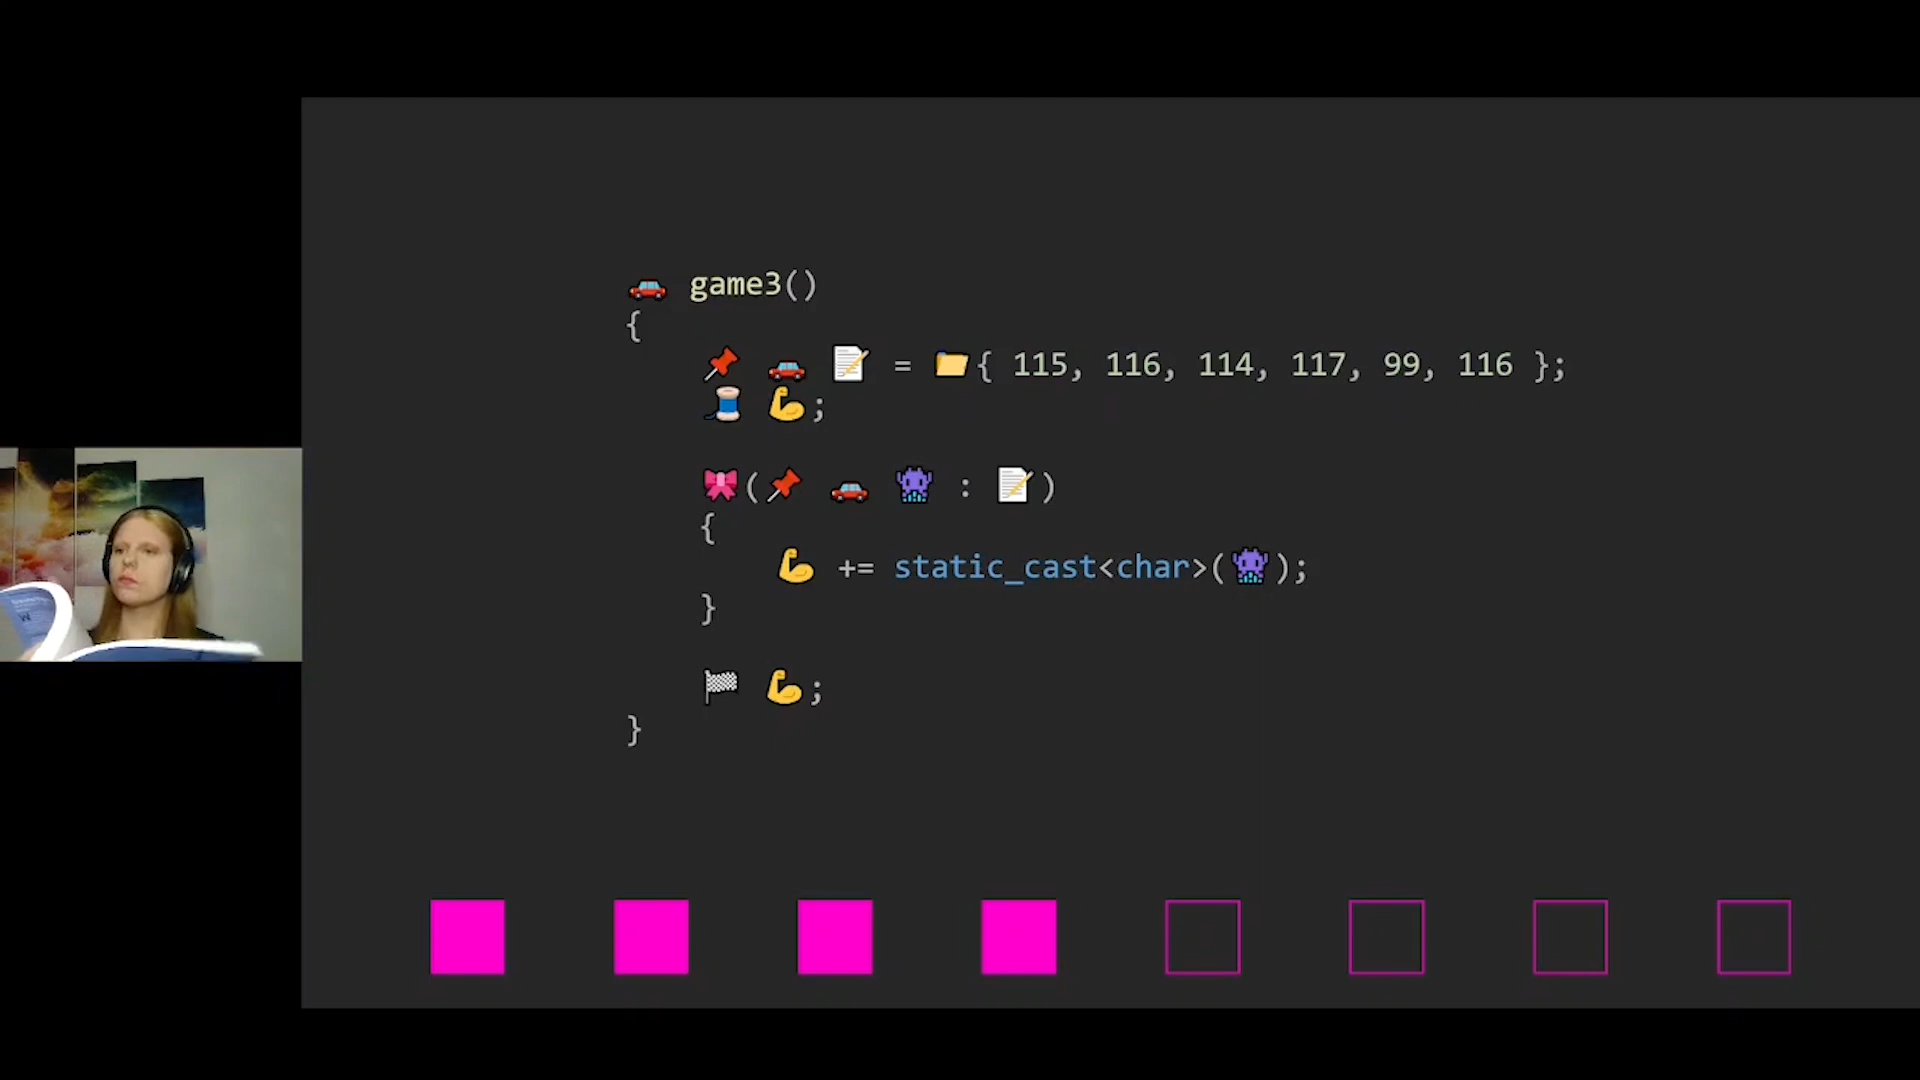 🚗 game3()
{
📌 🚗 📝 = 📁{ 115, 116, 114, 117, 99, 116 };
🧵 💪;
🎀(📌 🚗 👾 : 📝)
{
💪 += static_cast<char>(👾);
}
🏁 💪;
}